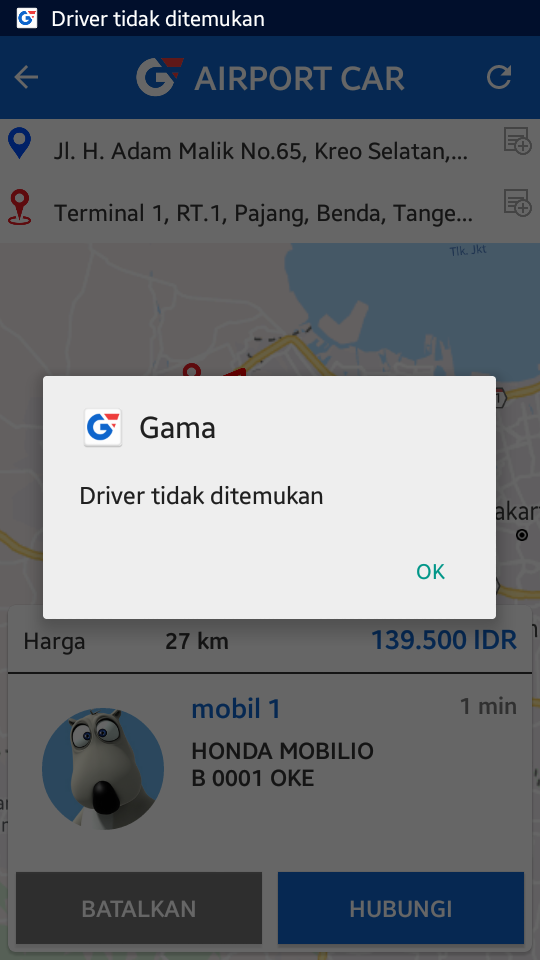 Driver tidak ditemukan
AIRPORT CAR
Jl. H. Adam Malik No.65, Kreo Selatan,...
Terminal 1, RT.1, Pajang, Benda, Tange...
Tlk. Jkt
1
Gama
Driver tidak ditemukan
akar
OK
Harga 27 km 139.500 IDR
mobil 1 1 min
HONDA MOBILIO
B 0001 OKE
BATALKAN HUBUNGI